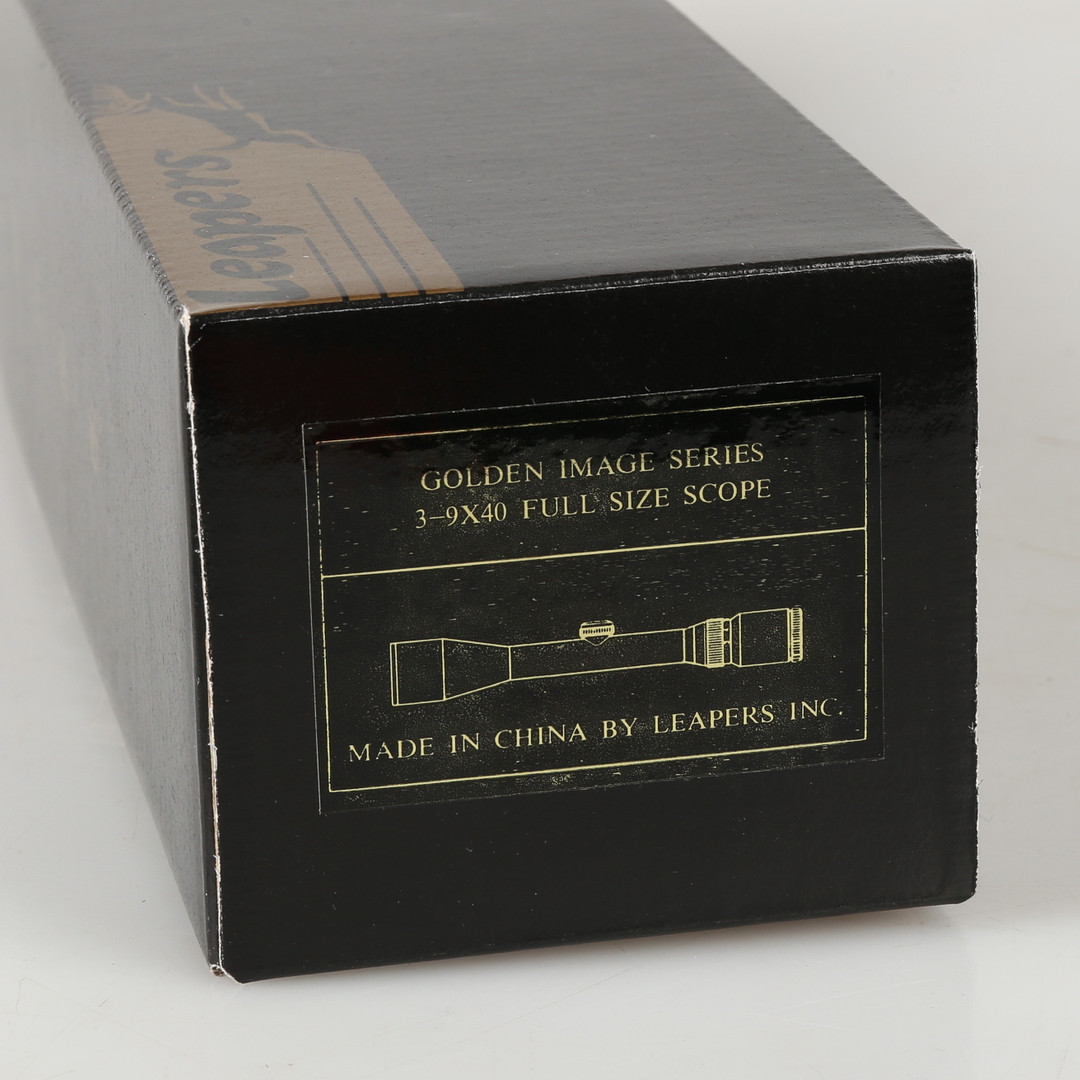 Leapers
GOLDEN IMAGE SERIES
3-9X40 FULL SIZE SCOPE
MADE IN CHINA BY LEAPERS INC.